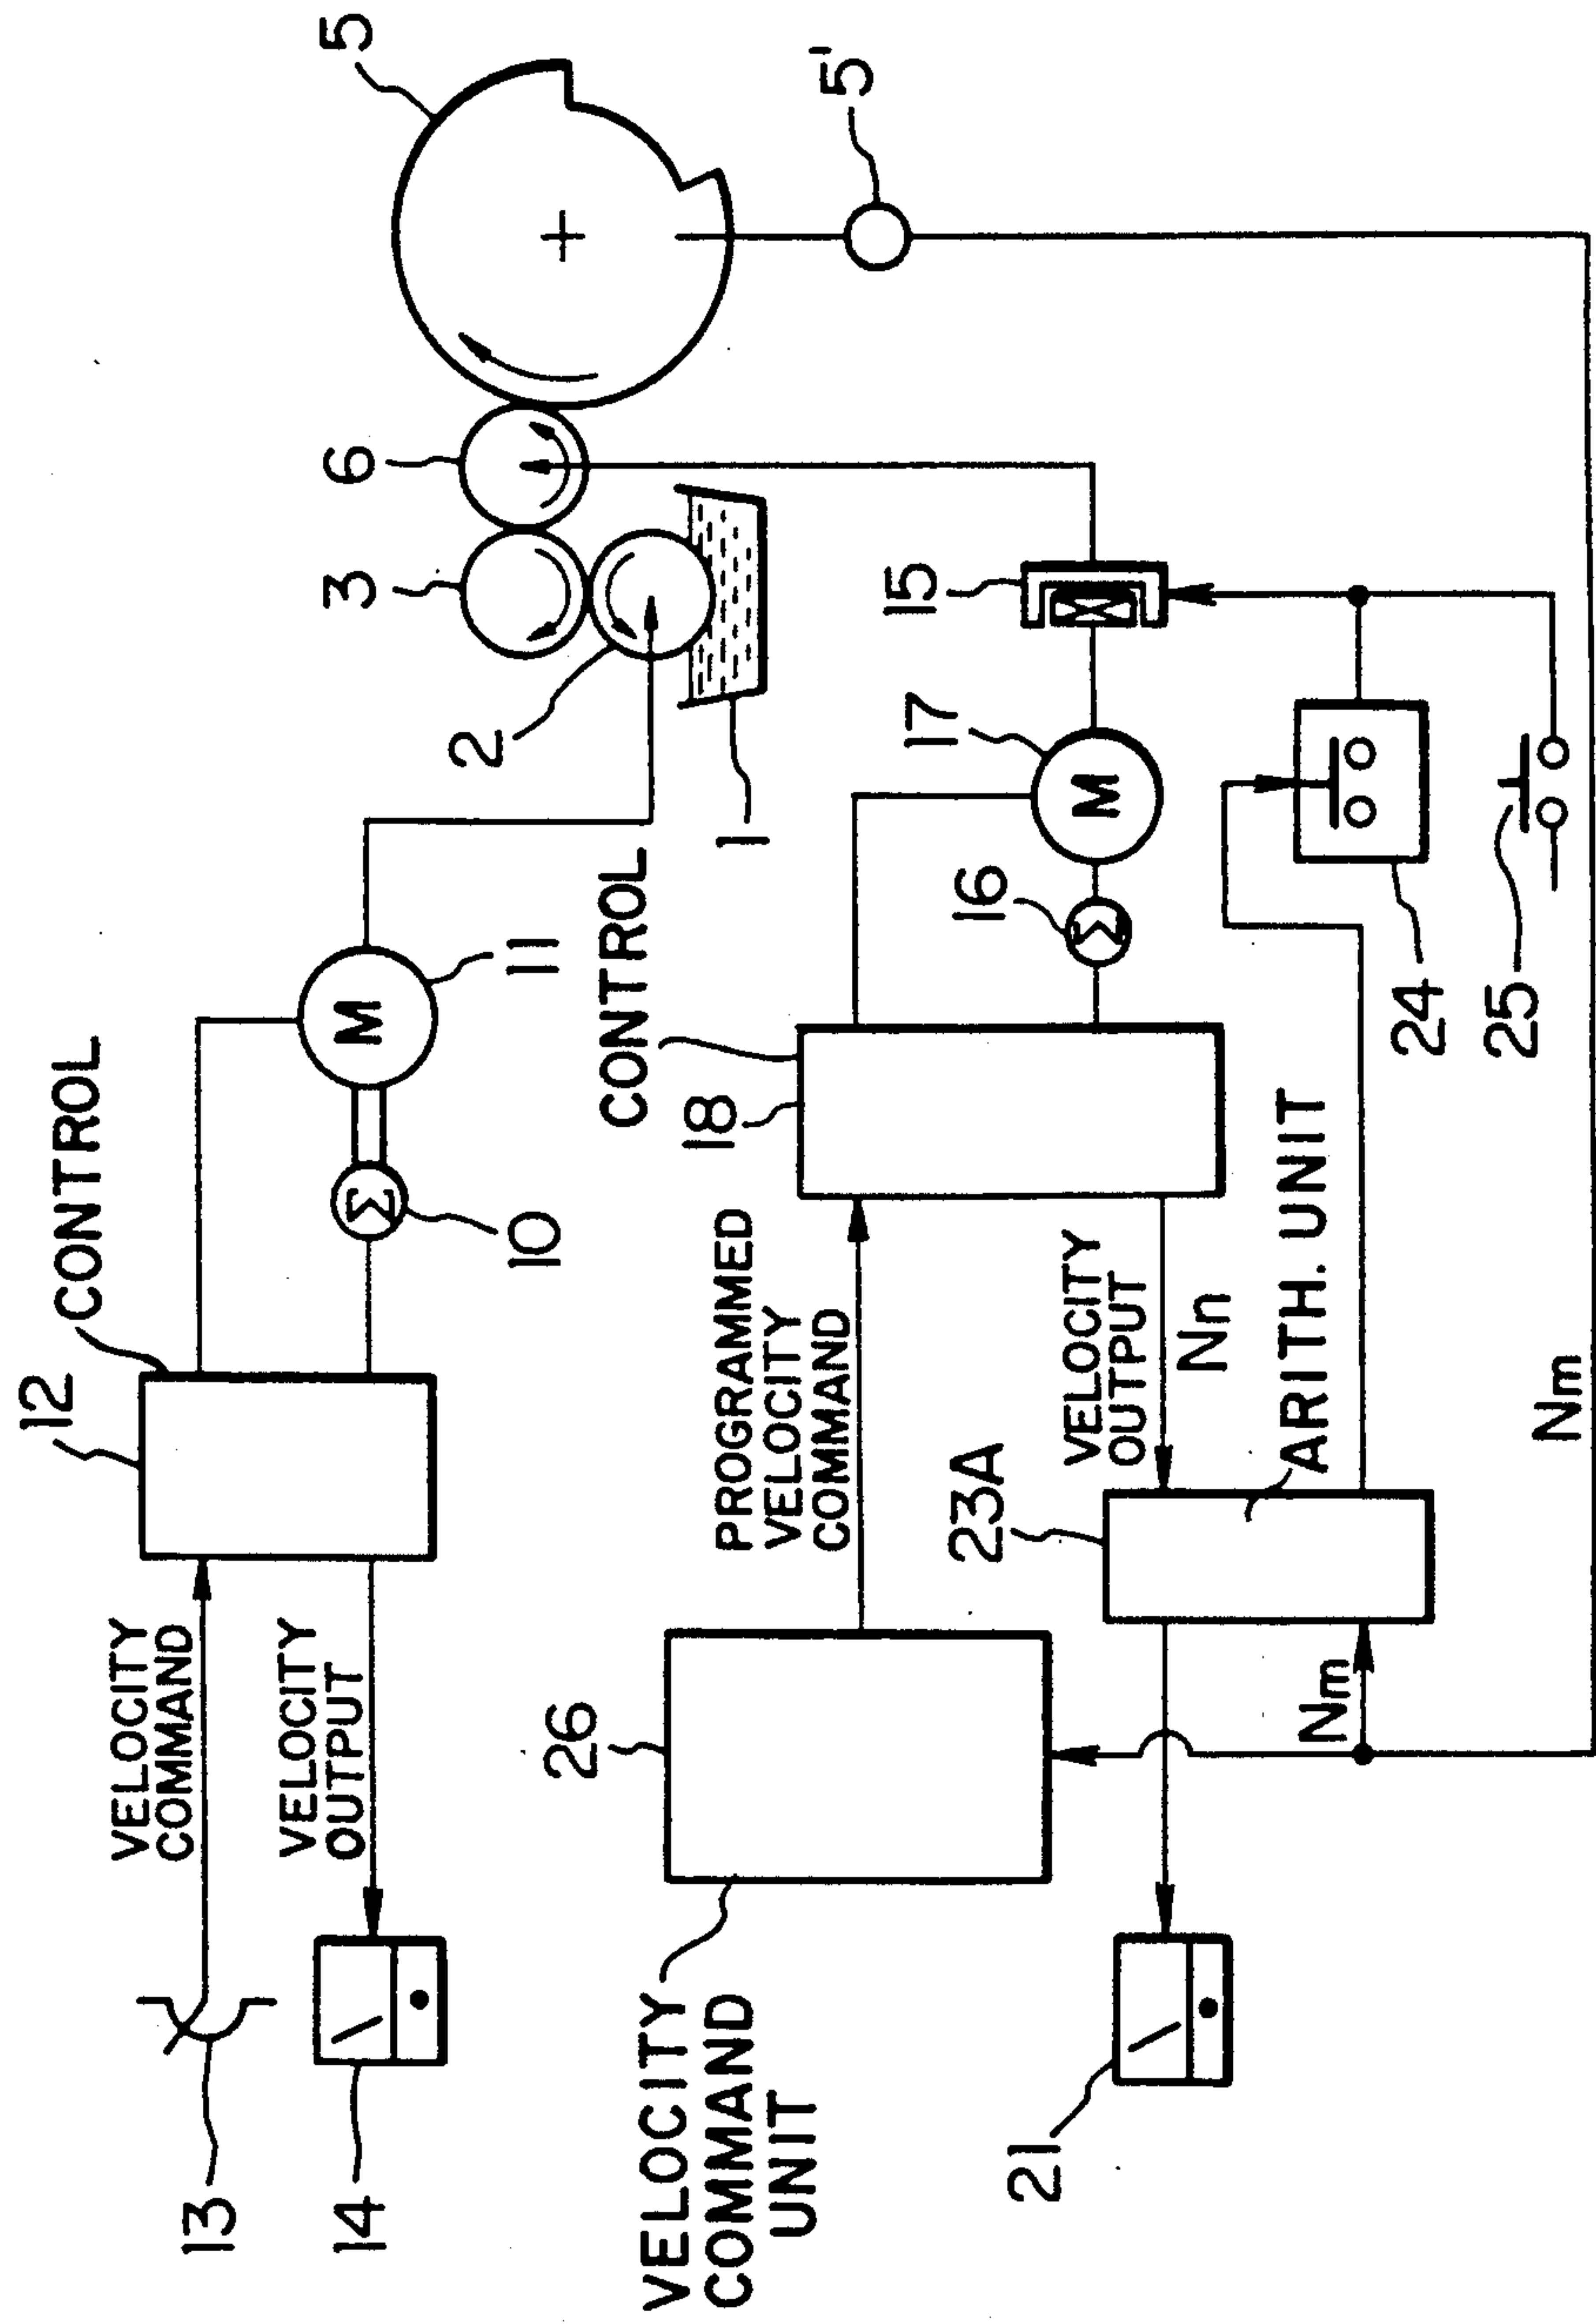 13
VELOCITY
COMMAND
12
CONTROL
14
VELOCITY
OUTPUT
Σ
10
M
11
2
3
6
5
1
5'
VELOCITY
COMMAND
UNIT
26
PROGRAMMED
VELOCITY
COMMAND
18
CONTROL
16
Σ
17
M
15
21
23A
VELOCITY
OUTPUT
Nn
ARITH. UNIT
Nm
24
25
Nm